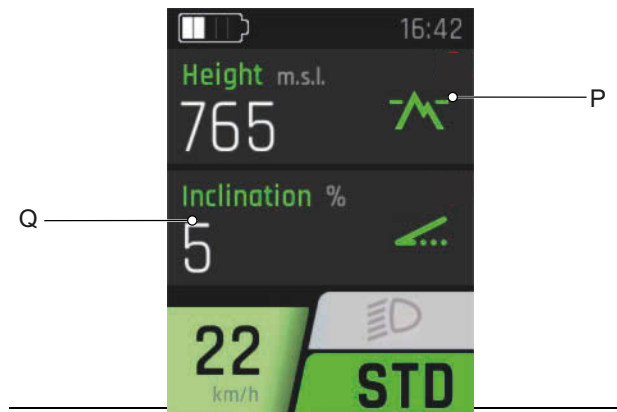 16:42
Height m.s.l.
765
P
Inclination %
Q
5
22
km/h
STD